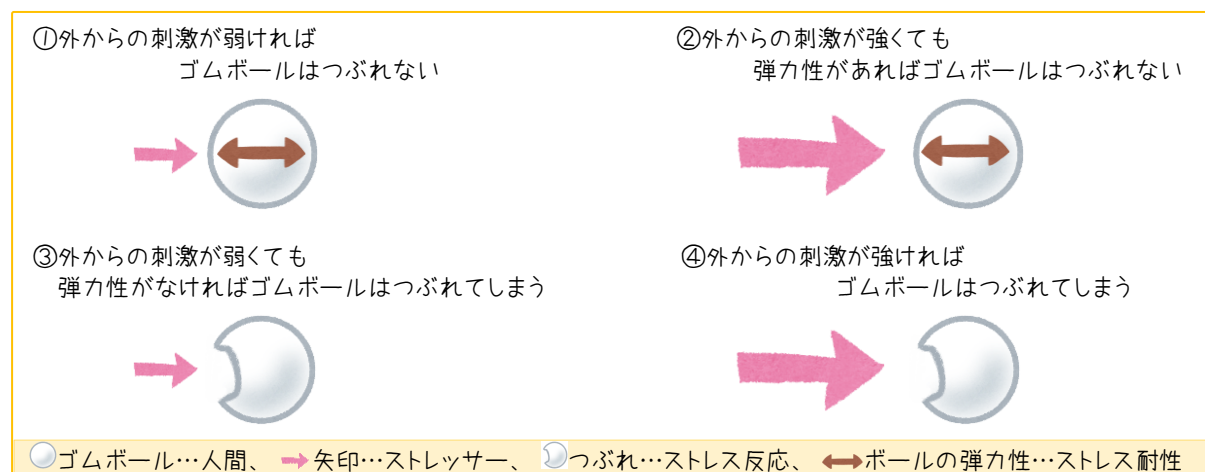 ①外からの刺激が弱ければ
ゴムボールはつぶれない
②外からの刺激が強くても
弾力性があればゴムボールはつぶれない
③外からの刺激が弱くても
弾力性がなければゴムボールはつぶれてしまう
④外からの刺激が強ければ
ゴムボールはつぶれてしまう
ゴムボール…人間、 矢印…ストレッサー、 つぶれ…ストレス反応、 ボールの弾力性…ストレス耐性